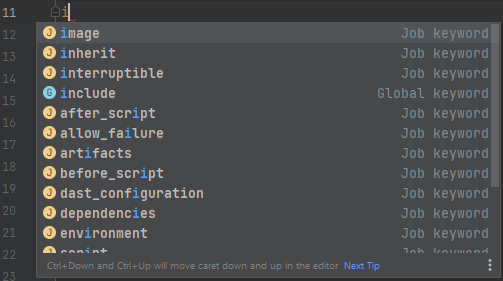 11 i
12 J image Job keyword
13 J inherit Job keyword
14 J interruptible Job keyword
15 G include Global keyword
J after_script Job keyword
16 J allow_failure Job keyword
17 J artifacts Job keyword
18 J before_script Job keyword
19 J dast_configuration Job keyword
20 J dependencies Job keyword
21 J environment Job keyword
22 J script Job keyword
23 Ctrl+Down and Ctrl+Up will move caret down and up in the editor Next Tip